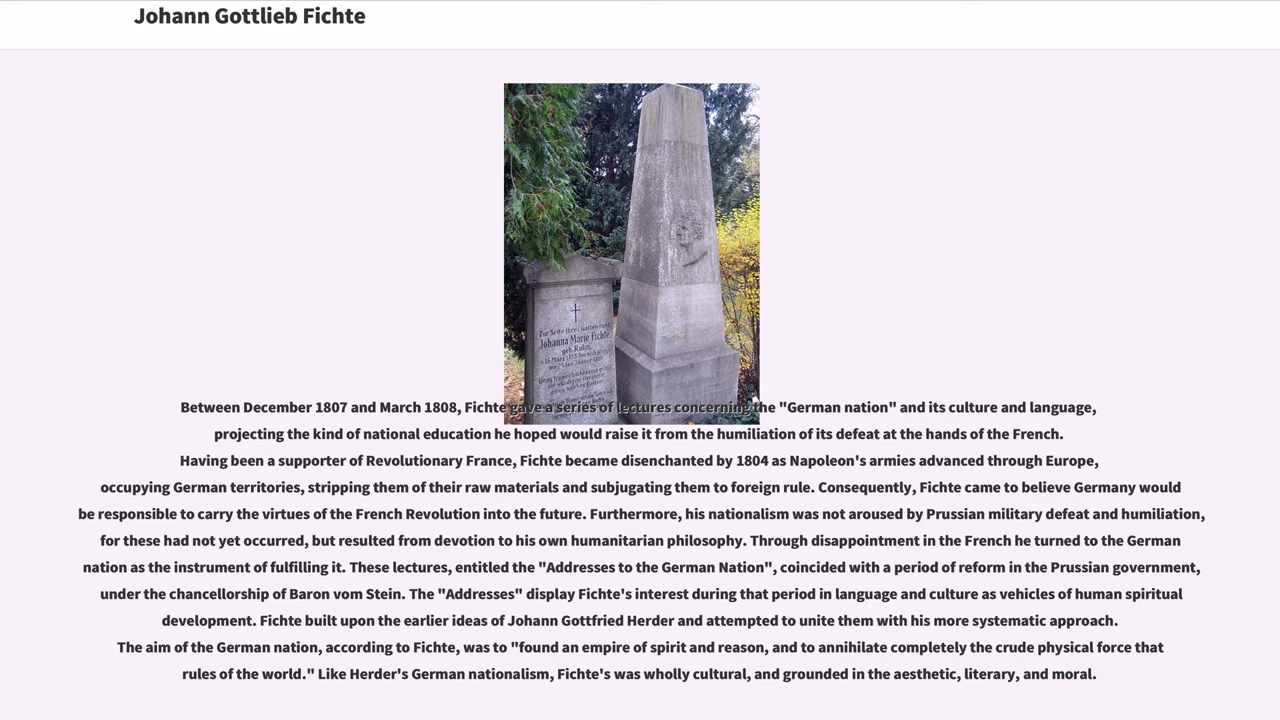 Johann Gottlieb Fichte
Zur Seite ihres Gatten ruht
Johanna Marie Fichte
geb. Rahn,
Between December 1807 and March 1808, Fichte gave a series of lectures concerning the "German nation" and its culture and language,
projecting the kind of national education he hoped would raise it from the humiliation of its defeat at the hands of the French.
Having been a supporter of Revolutionary France, Fichte became disenchanted by 1804 as Napoleon's armies advanced through Europe,
occupying German territories, stripping them of their raw materials and subjugating them to foreign rule. Consequently, Fichte came to believe Germany would
be responsible to carry the virtues of the French Revolution into the future. Furthermore, his nationalism was not aroused by Prussian military defeat and humiliation,
for these had not yet occurred, but resulted from devotion to his own humanitarian philosophy. Through disappointment in the French he turned to the German
nation as the instrument of fulfilling it. These lectures, entitled the "Addresses to the German Nation", coincided with a period of reform in the Prussian government,
under the chancellorship of Baron vom Stein. The "Addresses" display Fichte's interest during that period in language and culture as vehicles of human spiritual
development. Fichte built upon the earlier ideas of Johann Gottfried Herder and attempted to unite them with his more systematic approach.
The aim of the German nation, according to Fichte, was to "found an empire of spirit and reason, and to annihilate completely the crude physical force that
rules of the world." Like Herder's German nationalism, Fichte's was wholly cultural, and grounded in the aesthetic, literary, and moral.